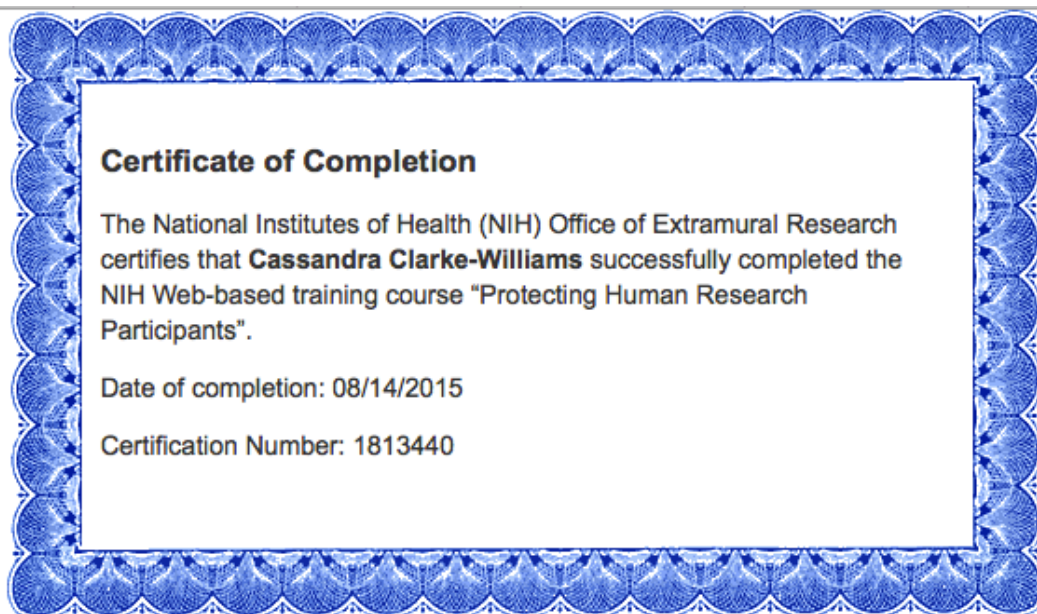 Certificate of Completion
The National Institutes of Health (NIH) Office of Extramural Research
certifies that Cassandra Clarke-Williams successfully completed the
NIH Web-based training course “Protecting Human Research
Participants”.
Date of completion: 08/14/2015
Certification Number: 1813440